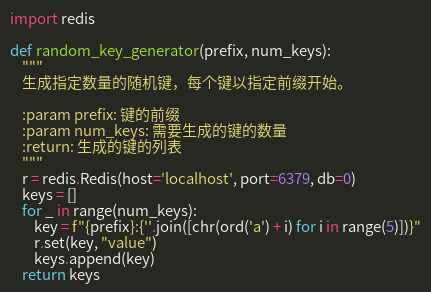 import redis

def random_key_generator(prefix, num_keys):
    """
    生成指定数量的随机键，每个键以指定前缀开始。

    :param prefix: 键的前缀
    :param num_keys: 需要生成的键的数量
    :return: 生成的键的列表
    """
    r = redis.Redis(host='localhost', port=6379, db=0)
    keys = []
    for _ in range(num_keys):
        key = f"{prefix}:{''.join([chr(ord('a') + i) for i in range(5)])}"
        r.set(key, "value")
        keys.append(key)
    return keys